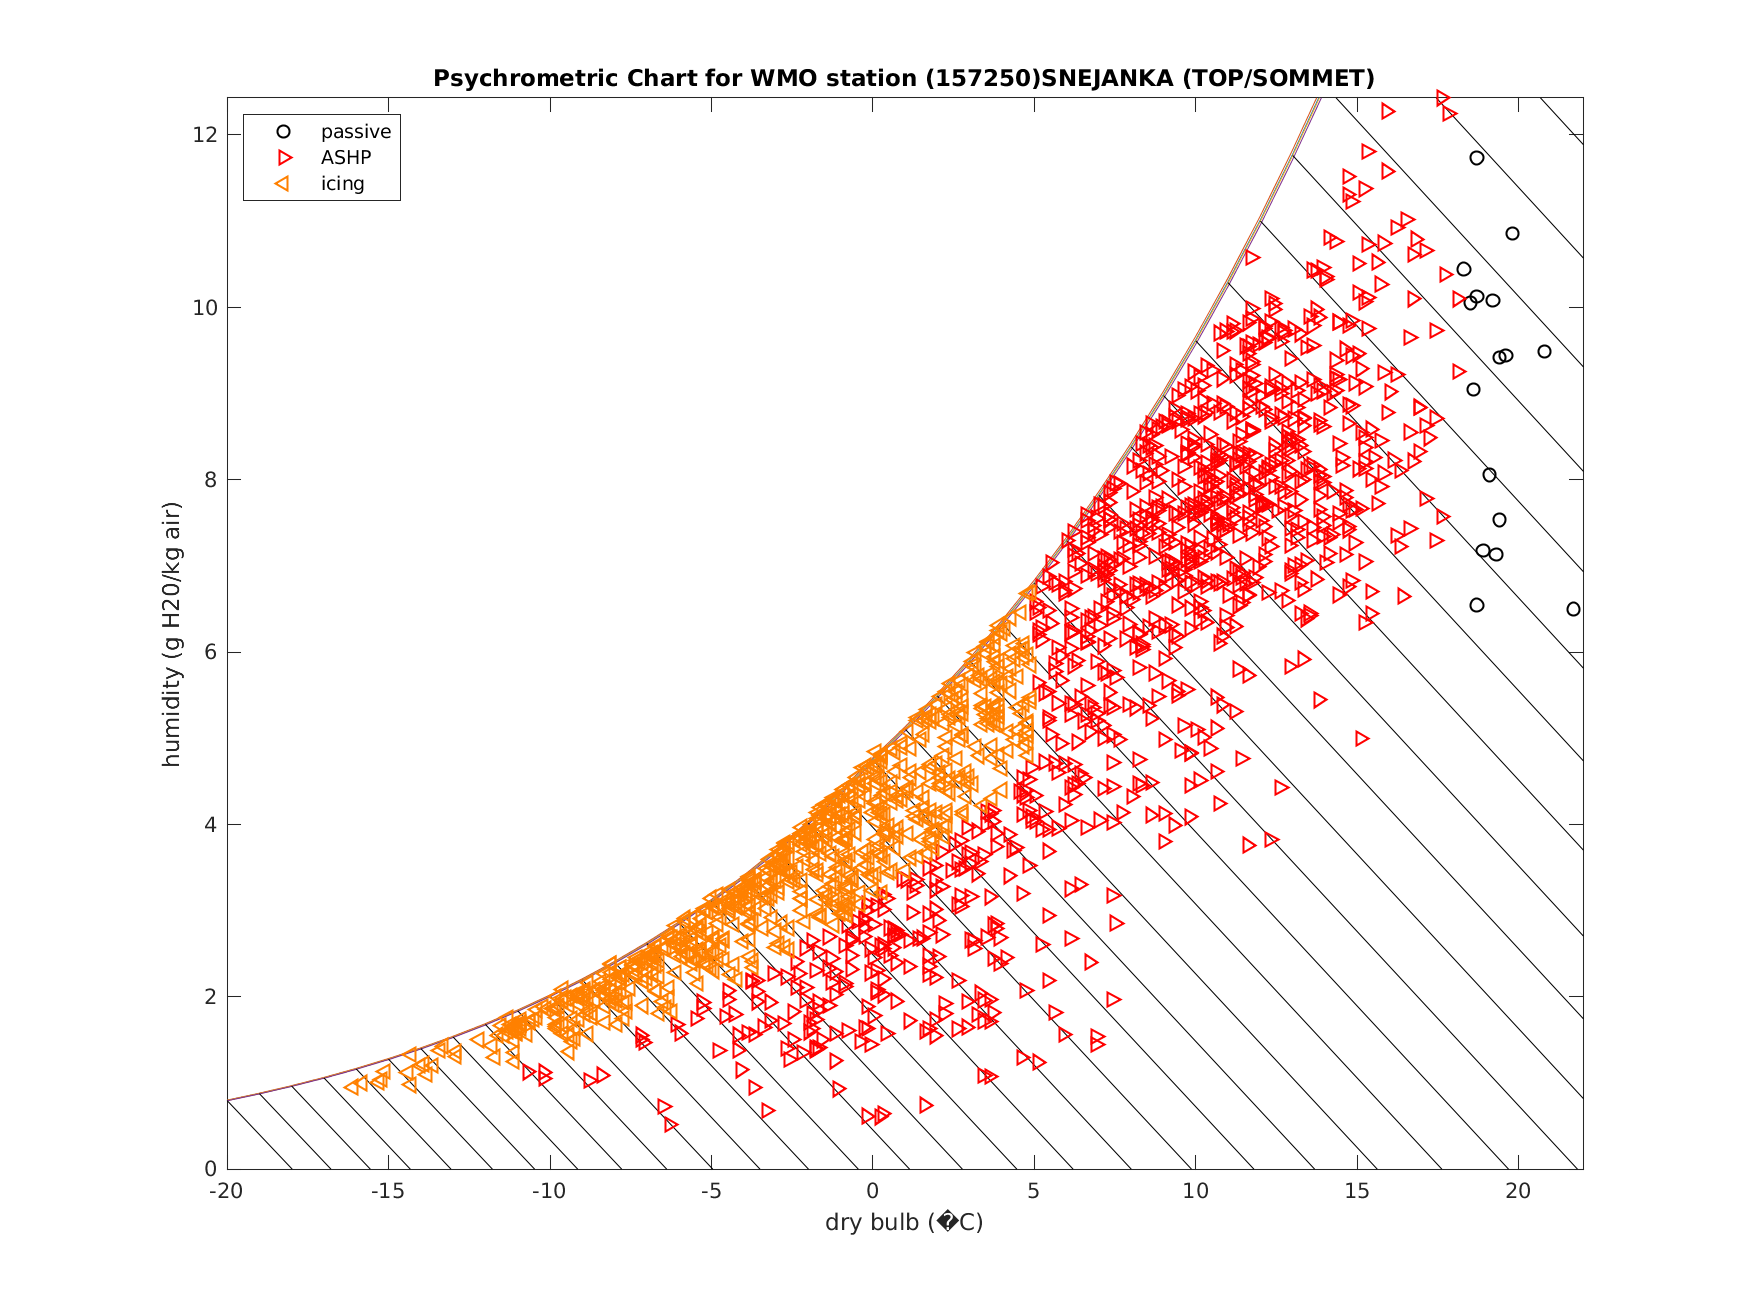 Psychrometric Chart for WMO station (157250)SNEJANKA (TOP/SOMMET)
passive
ASHP
icing
humidity (g H20/kg air)
12
10
8
6
4
2
0
-20 -15 -10 -5 0 5 10 15 20
dry bulb (�C)